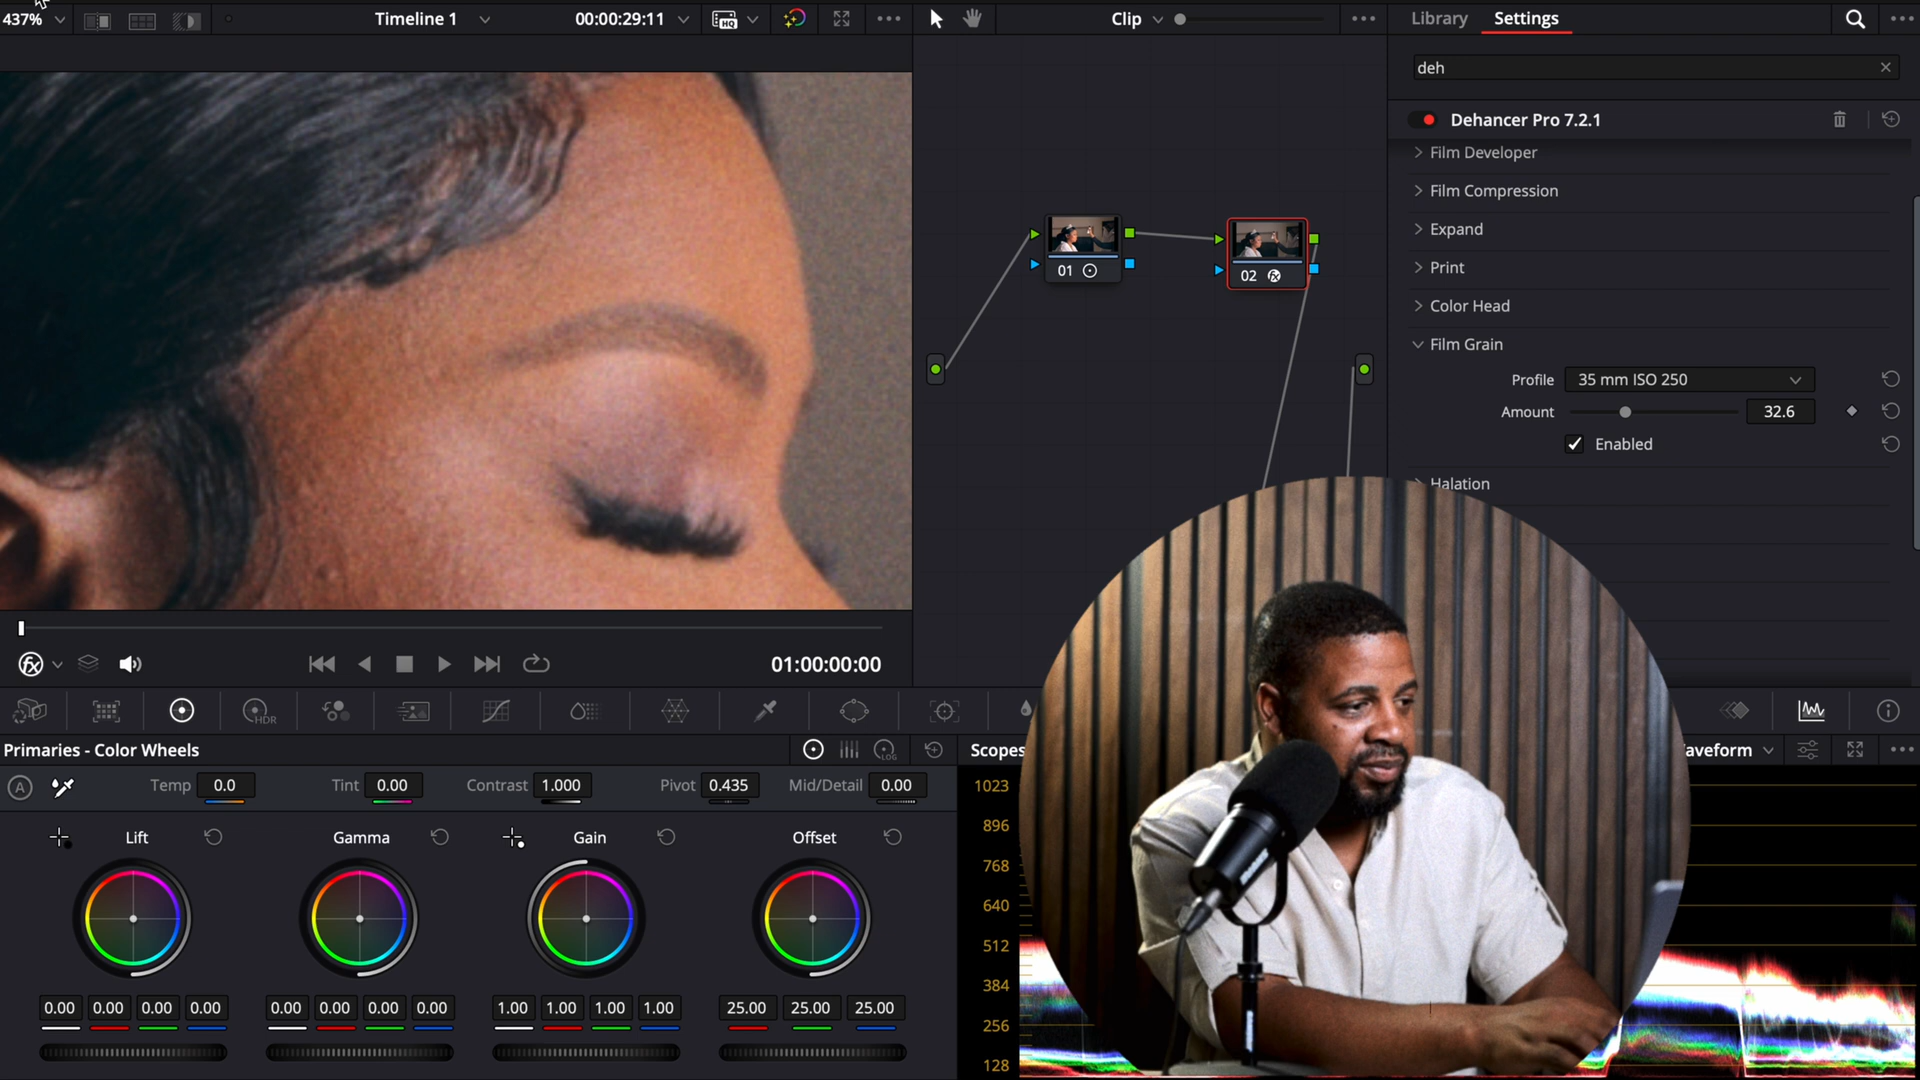 437%
Timeline 1
00:00:29:11
HQ
Clip
Library
Settings
deh
Dehancer Pro 7.2.1
Film Developer
Film Compression
Expand
Print
Color Head
Film Grain
Profile 35 mm ISO 250
Amount 32.6
Enabled
Halation
01
02
01:00:00:00
HDR
Primaries - Color Wheels
LOG
Scopes
aveform
A
Temp 0.0
Tint 0.00
Contrast 1.000
Pivot 0.435
Mid/Detail 0.00
Lift
Gamma
Gain
Offset
0.00 0.00 0.00 0.00
0.00 0.00 0.00 0.00
1.00 1.00 1.00 1.00
25.00 25.00 25.00
1023
896
768
640
512
384
256
128